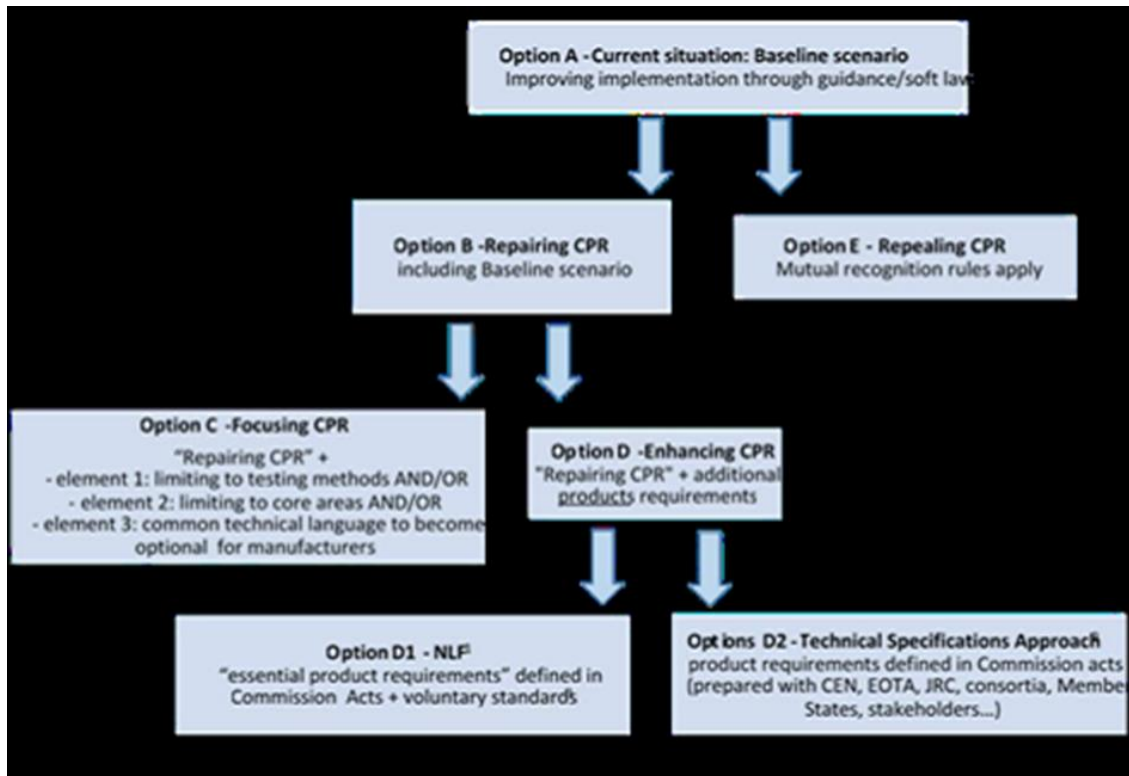 Option A - Current situation: Baseline scenario
Improving implementation through guidance/soft law
Option B -Repairing CPR
including Baseline scenario
Option E - Repealing CPR
Mutual recognition rules apply
Option C -Focusing CPR
“Repairing CPR” +
- element 1: limiting to testing methods AND/OR
- element 2: limiting to core areas AND/OR
- element 3: common technical language to become
optional for manufacturers
Option D -Enhancing CPR
"Repairing CPR" + additional
products requirements
Option D1 - NLF
“essential product requirements” defined in
Commission Acts + voluntary standards
Options D2 - Technical Specifications Approach
product requirements defined in Commission acts
(prepared with CEN, EOTA, JRC, consortia, Member
States, stakeholders...)